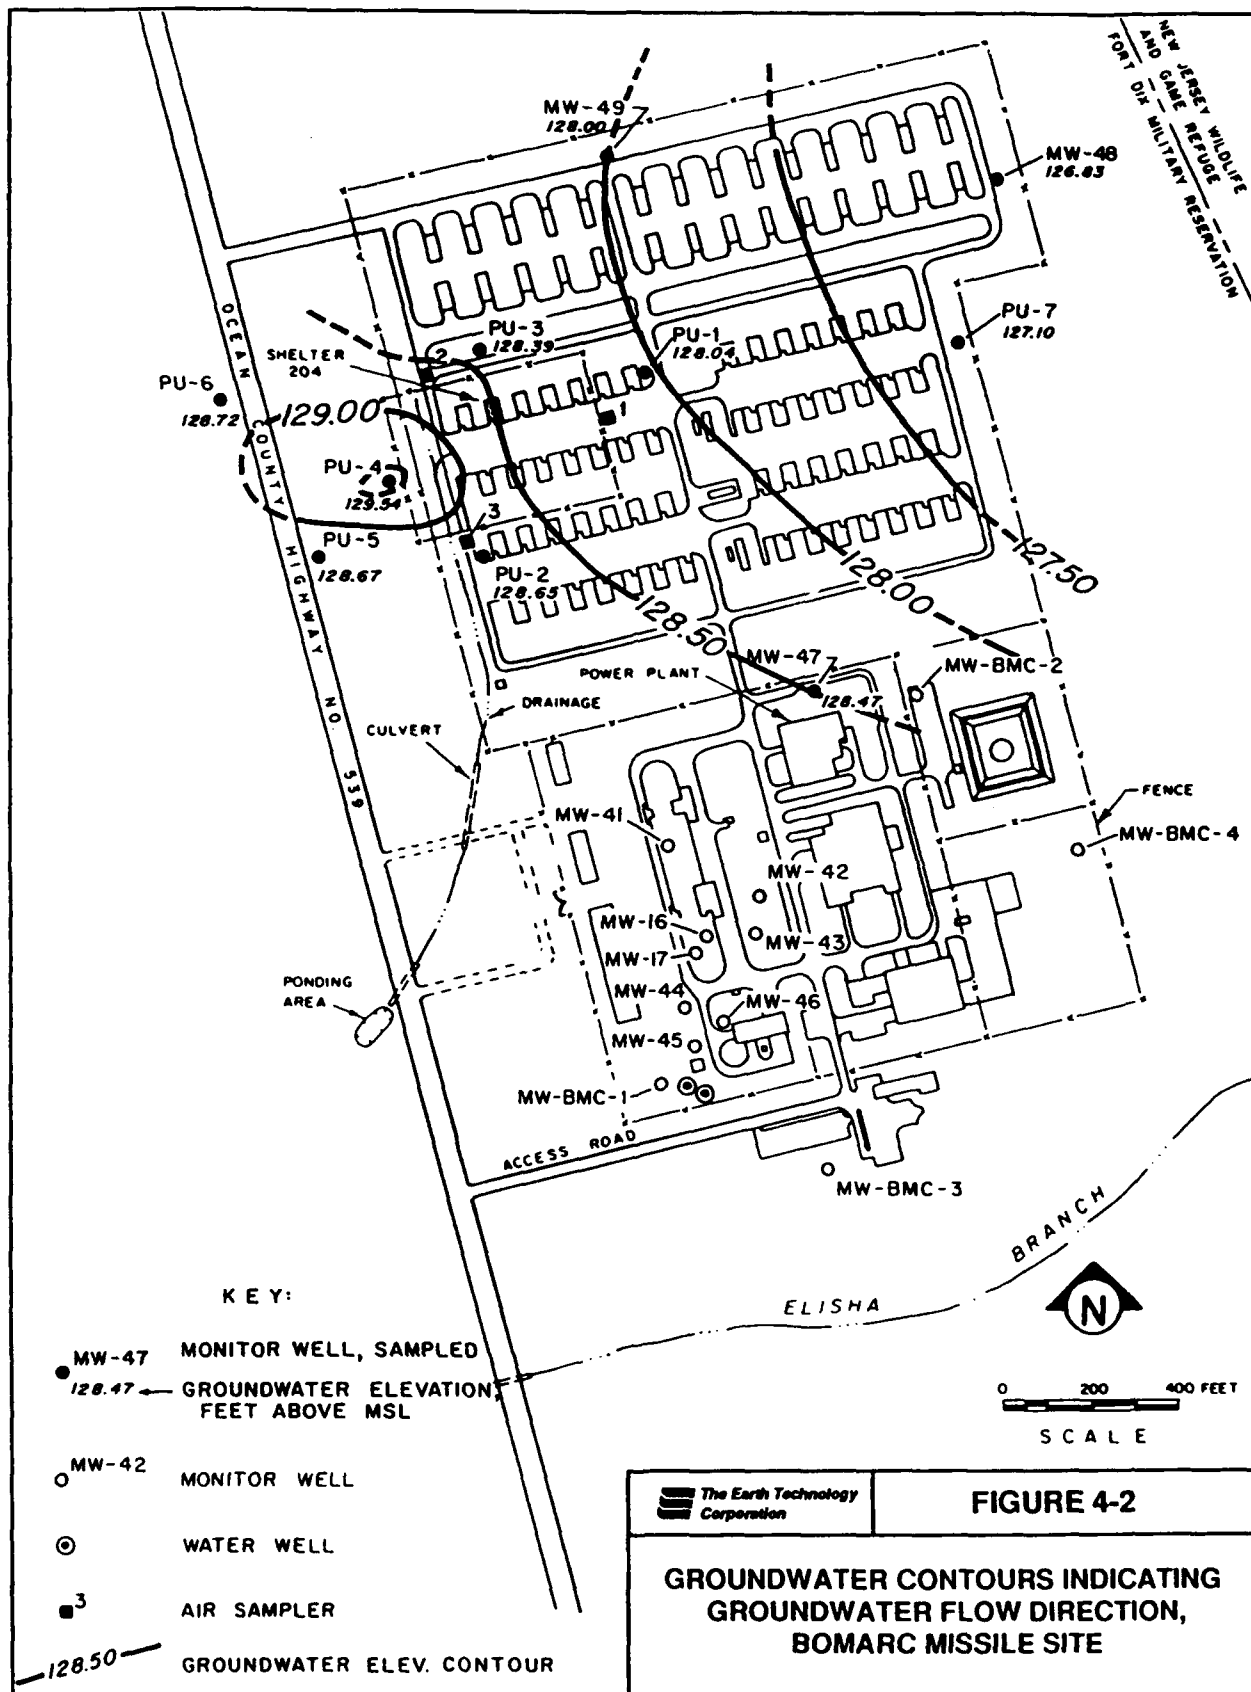 NEW JERSEY WILDLIFE
AND GAME REFUGE
FORT DIX MILITARY RESERVATION
MW-49
128.00
MW-48
126.83
OCEAN COUNTY HIGHWAY NO. 539
PU-3
128.39
PU-1
128.04
PU-7
127.10
SHELTER
204
2
PU-6
128.72
129.00
1
PU-4
129.54
3
PU-5
128.67
PU-2
128.65
127.50
128.00
128.50
MW-47
128.47
MW-BMC-2
POWER PLANT
DRAINAGE
CULVERT
FENCE
MW-41
MW-BMC-4
MW-42
MW-16
MW-43
MW-17
PONDING
AREA
MW-44
MW-46
MW-45
MW-BMC-1
ACCESS ROAD
MW-BMC-3
ELISHA BRANCH
N
KEY:
MW-47 MONITOR WELL, SAMPLED
128.47 GROUNDWATER ELEVATION,
FEET ABOVE MSL
MW-42 MONITOR WELL
WATER WELL
3 AIR SAMPLER
128.50 GROUNDWATER ELEV. CONTOUR
0 200 400 FEET
SCALE
The Earth Technology
Corporation
FIGURE 4-2
GROUNDWATER CONTOURS INDICATING
GROUNDWATER FLOW DIRECTION,
BOMARC MISSILE SITE